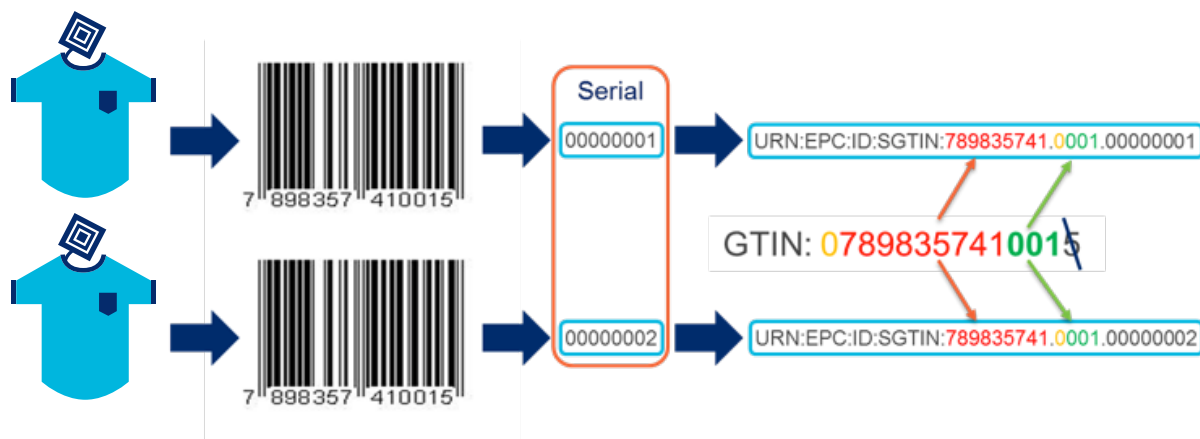 Serial
7 898357 410015
00000001
URN:EPC:ID:SGTIN:789835741.0001.00000001
GTIN: 07898357410015
7 898357 410015
00000002
URN:EPC:ID:SGTIN:789835741.0001.00000002